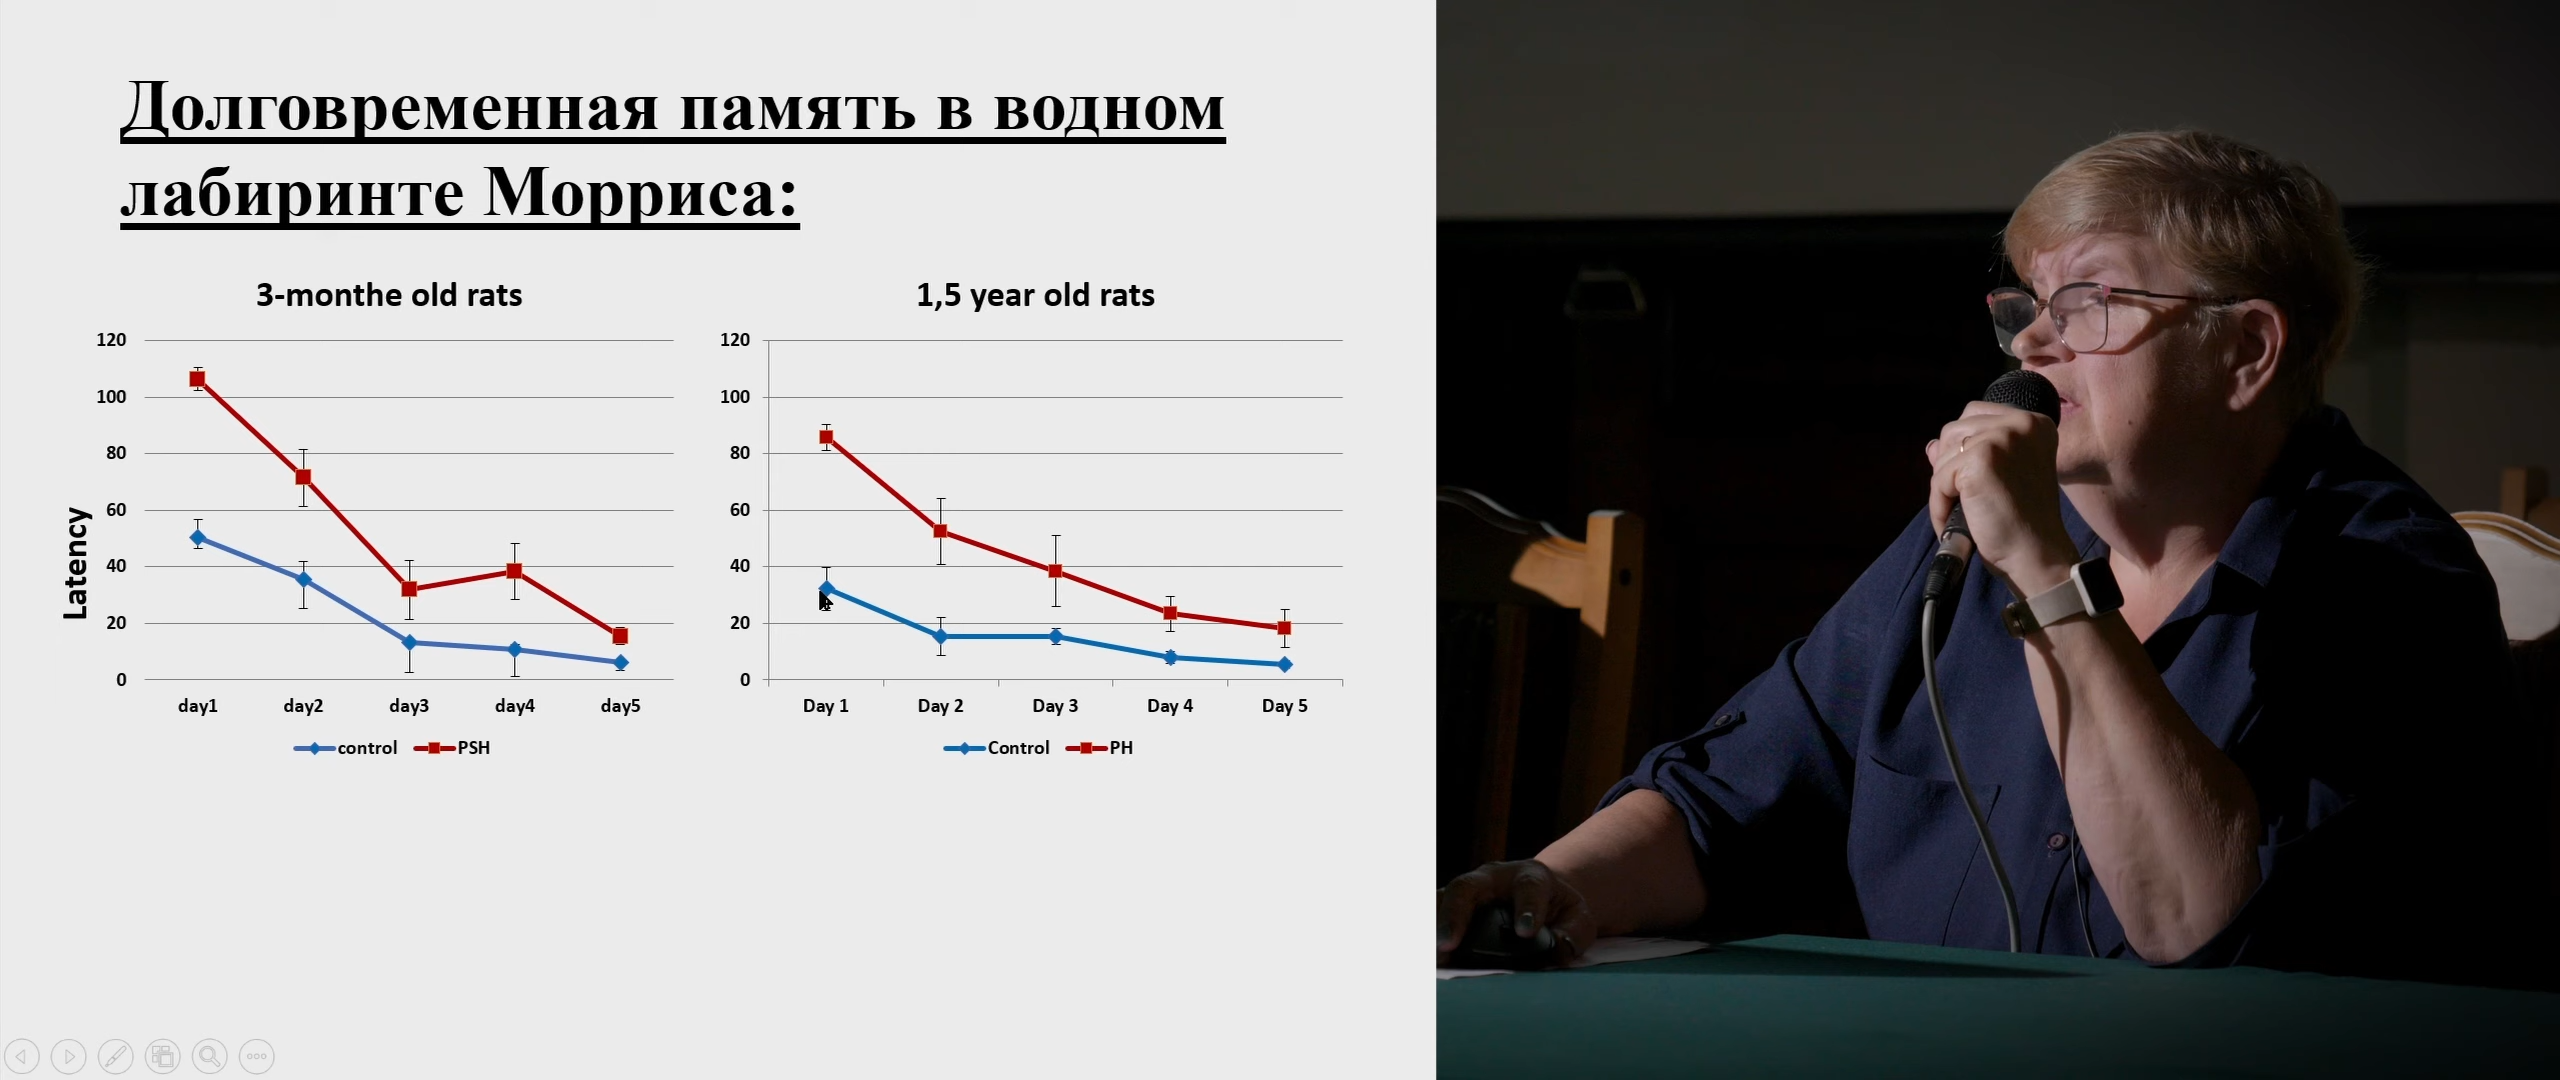 Долговременная память в водном
лабиринте Морриса:
3-monthe old rats
Latency
120
100
80
60
40
20
0
day1 day2 day3 day4 day5
control PSH
1,5 year old rats
120
100
80
60
40
20
0
Day 1 Day 2 Day 3 Day 4 Day 5
Control PH